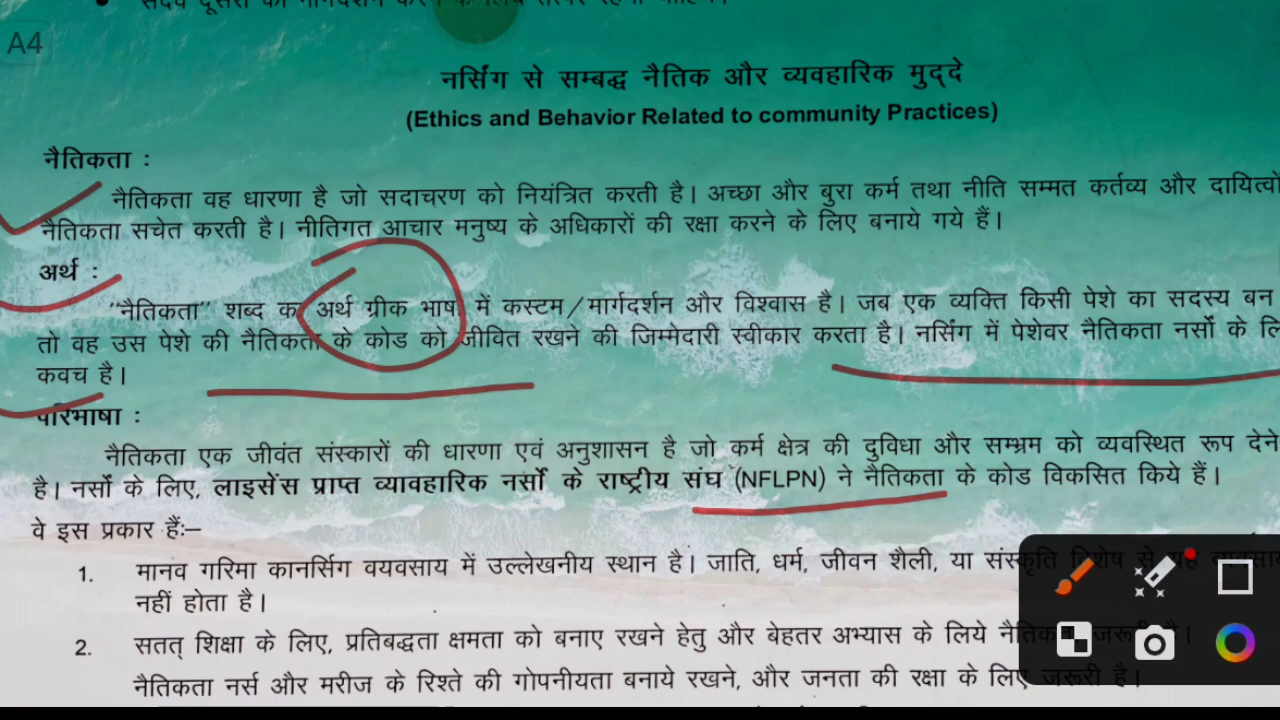 A4
नर्सिंग से सम्बद्ध नैतिक और व्यवहारिक मुद्‌दे
(Ethics and Behavior Related to community Practices)
नैतिकता :
नैतिकता वह धारणा है जो सदाचरण को नियंत्रित करती है। अच्छा और बुरा कर्म तथा नीति सम्मत कर्तव्य और दायित्वो
नैतिकता सचेत करती है। नीतिगत आचार मनुष्य के अधिकारों की रक्षा करने के लिए बनाये गये हैं।
अर्थ :
"नैतिकता" शब्द का अर्थ ग्रीक भाष में कस्टम/मार्गदर्शन और विश्वास है। जब एक व्यक्ति किसी पेशे का सदस्य बन
तो वह उस पेशे की नैतिकता के कोड को जीवित रखने की जिम्मेदारी स्वीकार करता है। नर्सिंग में पेशेवर नैतिकता नर्सों के
कवच है।
परिभाषा :
नैतिकता एक जीवंत संस्कारों की धारणा एवं अनुशासन है जो कर्म क्षेत्र की दुविधा और सम्भ्रम को व्यवस्थित रूप देने
है। नर्सों के लिए, लाइसेंस प्राप्त व्यावहारिक नर्सो के राष्ट्रीय संघ (NFLPN) ने नैतिकता के कोड विकसित किये हैं।
वे इस प्रकार हैं:–
1. मानव गरिमा कानर्सिग वयवसाय में उल्लेखनीय स्थान है। जाति, धर्म, जीवन शैली, या संस्कृति विशेष से यह
नहीं होता है।
2. सतत् शिक्षा के लिए, प्रतिबद्धता क्षमता को बनाए रखने हेतु और बेहतर अभ्यास के लिये नैतिकता जरूरी है।
नैतिकता नर्स और मरीज के रिश्ते की गोपनीयता बनाये रखने, और जनता की रक्षा के लिए जरूरी है।